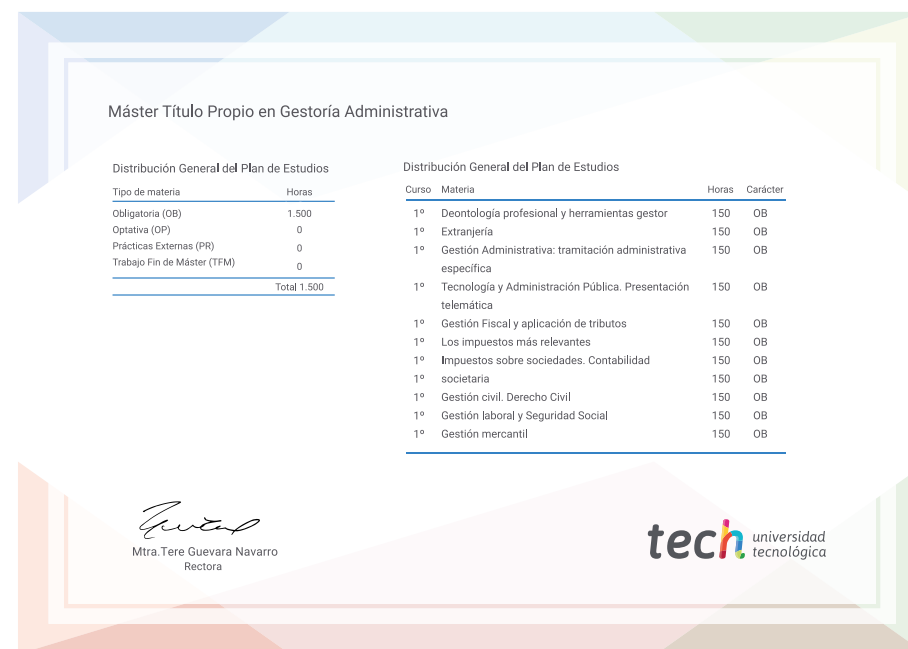 Máster Título Propio en Gestoría Administrativa
Distribución General del Plan de Estudios
Tipo de materia Horas
Obligatoria (OB) 1.500
Optativa (OP) 0
Prácticas Externas (PR) 0
Trabajo Fin de Máster (TFM) 0
Total 1.500
Distribución General del Plan de Estudios
Curso Materia Horas Carácter
1º Deontología profesional y herramientas gestor 150 OB
1º Extranjería 150 OB
1º Gestión Administrativa: tramitación administrativa 150 OB
específica
1º Tecnología y Administración Pública. Presentación 150 OB
telemática
1º Gestión Fiscal y aplicación de tributos 150 OB
1º Los impuestos más relevantes 150 OB
1º Impuestos sobre sociedades. Contabilidad 150 OB
1º societaria 150 OB
1º Gestión civil. Derecho Civil 150 OB
1º Gestión laboral y Seguridad Social 150 OB
1º Gestión mercantil 150 OB
Mtra.Tere Guevara Navarro
Rectora
tech universidad
tecnológica